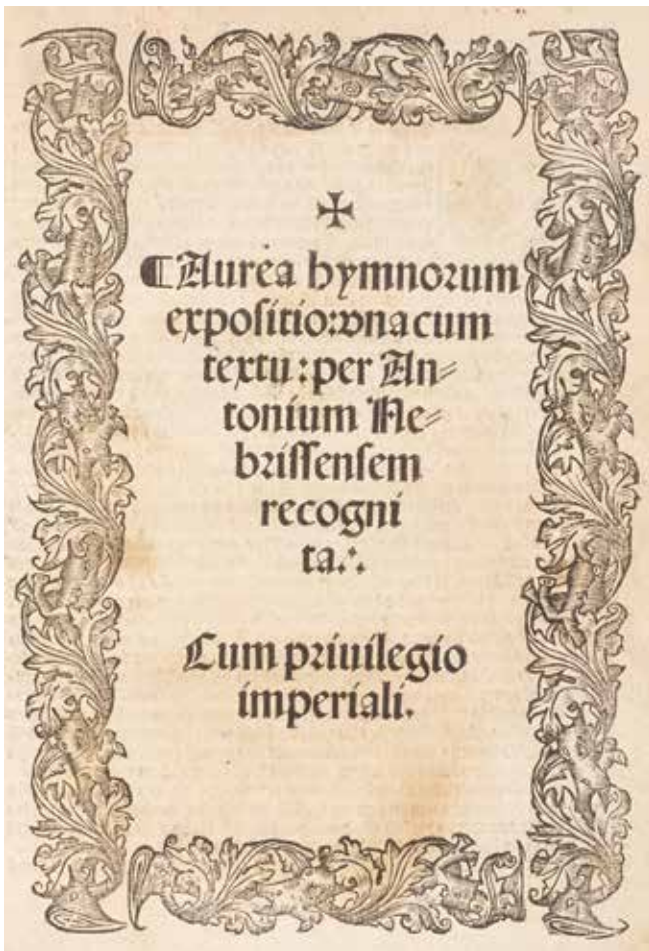 ✠
¶Aurea hymnorum
expositio:vna cum
textu:per An⸗
tonium Ne⸗
brissensem
recogni
ta.·.
Cum priuilegio
imperiali.